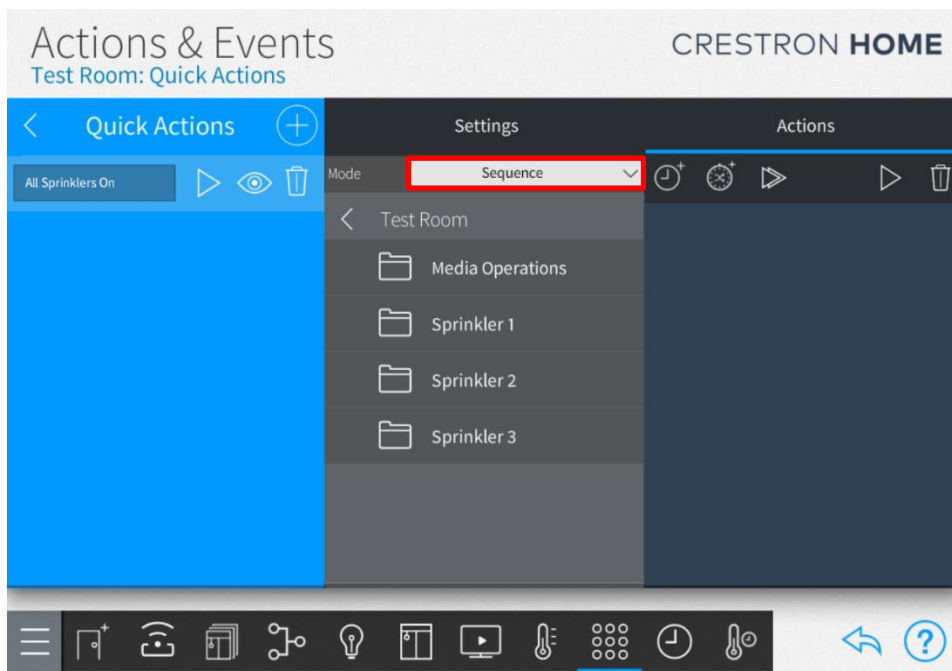 Actions & Events
CRESTRON HOME
Test Room: Quick Actions
Quick Actions
Settings
Actions
All Sprinklers On
Mode
Sequence
Test Room
Media Operations
Sprinkler 1
Sprinkler 2
Sprinkler 3
?